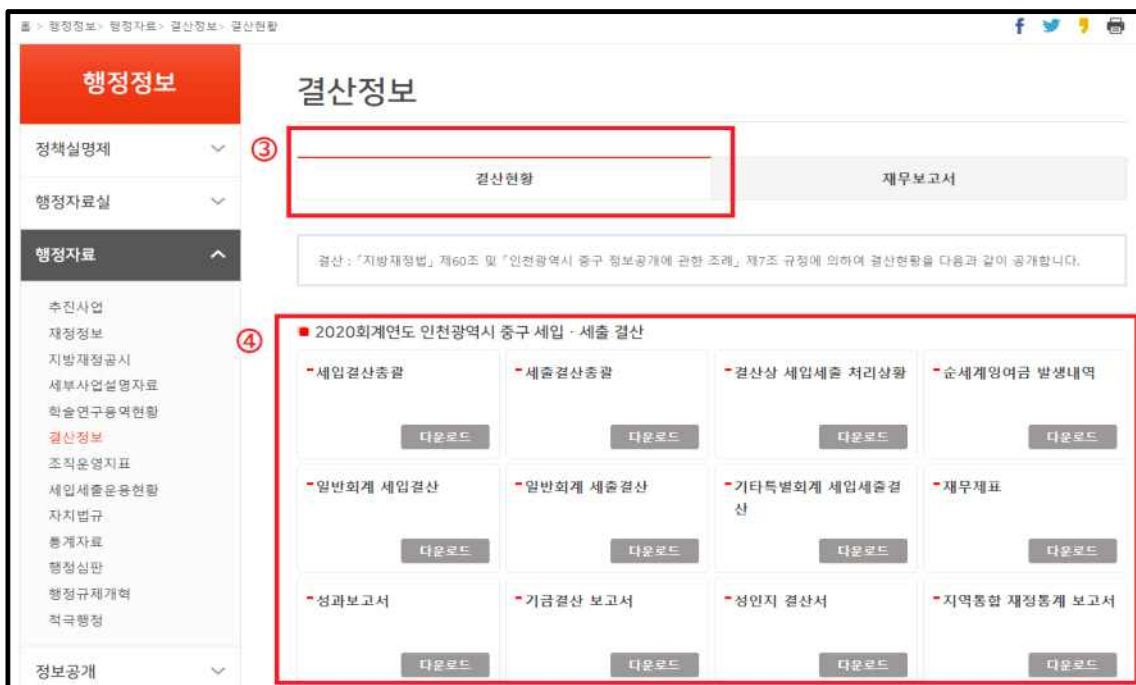 홈 > 행정정보> 행정자료> 결산정보> 결산현황
행정정보
정책실명제
행정자료실
행정자료
추진사업
재정정보
지방재정공시
세부사업설명자료
학술연구용역현황
결산정보
조직운영지표
세입세출운용현황
자치법규
통계자료
행정심판
행정규제개혁
적극행정
정보공개
결산정보
③
결산현황
재무보고서
결산 : 「지방재정법」 제60조 및 「인천광역시 중구 정보공개에 관한 조례」 제7조 규정에 의하여 결산현황을 다음과 같이 공개합니다.
④
2020회계연도 인천광역시 중구 세입 · 세출 결산
세입결산총괄
다운로드
세출결산총괄
다운로드
결산상 세입세출 처리상황
다운로드
순세계잉여금 발생내역
다운로드
일반회계 세입결산
다운로드
일반회계 세출결산
다운로드
기타특별회계 세입세출결
산
다운로드
재무제표
다운로드
성과보고서
다운로드
기금결산 보고서
다운로드
성인지 결산서
다운로드
지역통합 재정통계 보고서
다운로드